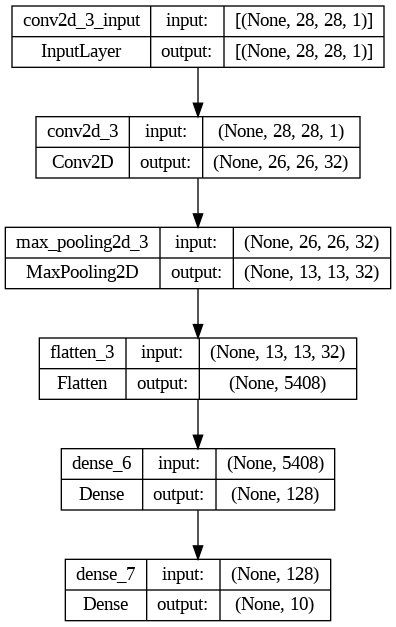 conv2d_3_input input: [(None, 28, 28, 1)]
InputLayer output: [(None, 28, 28, 1)]
conv2d_3 input: (None, 28, 28, 1)
Conv2D output: (None, 26, 26, 32)
max_pooling2d_3 input: (None, 26, 26, 32)
MaxPooling2D output: (None, 13, 13, 32)
flatten_3 input: (None, 13, 13, 32)
Flatten output: (None, 5408)
dense_6 input: (None, 5408)
Dense output: (None, 128)
dense_7 input: (None, 128)
Dense output: (None, 10)